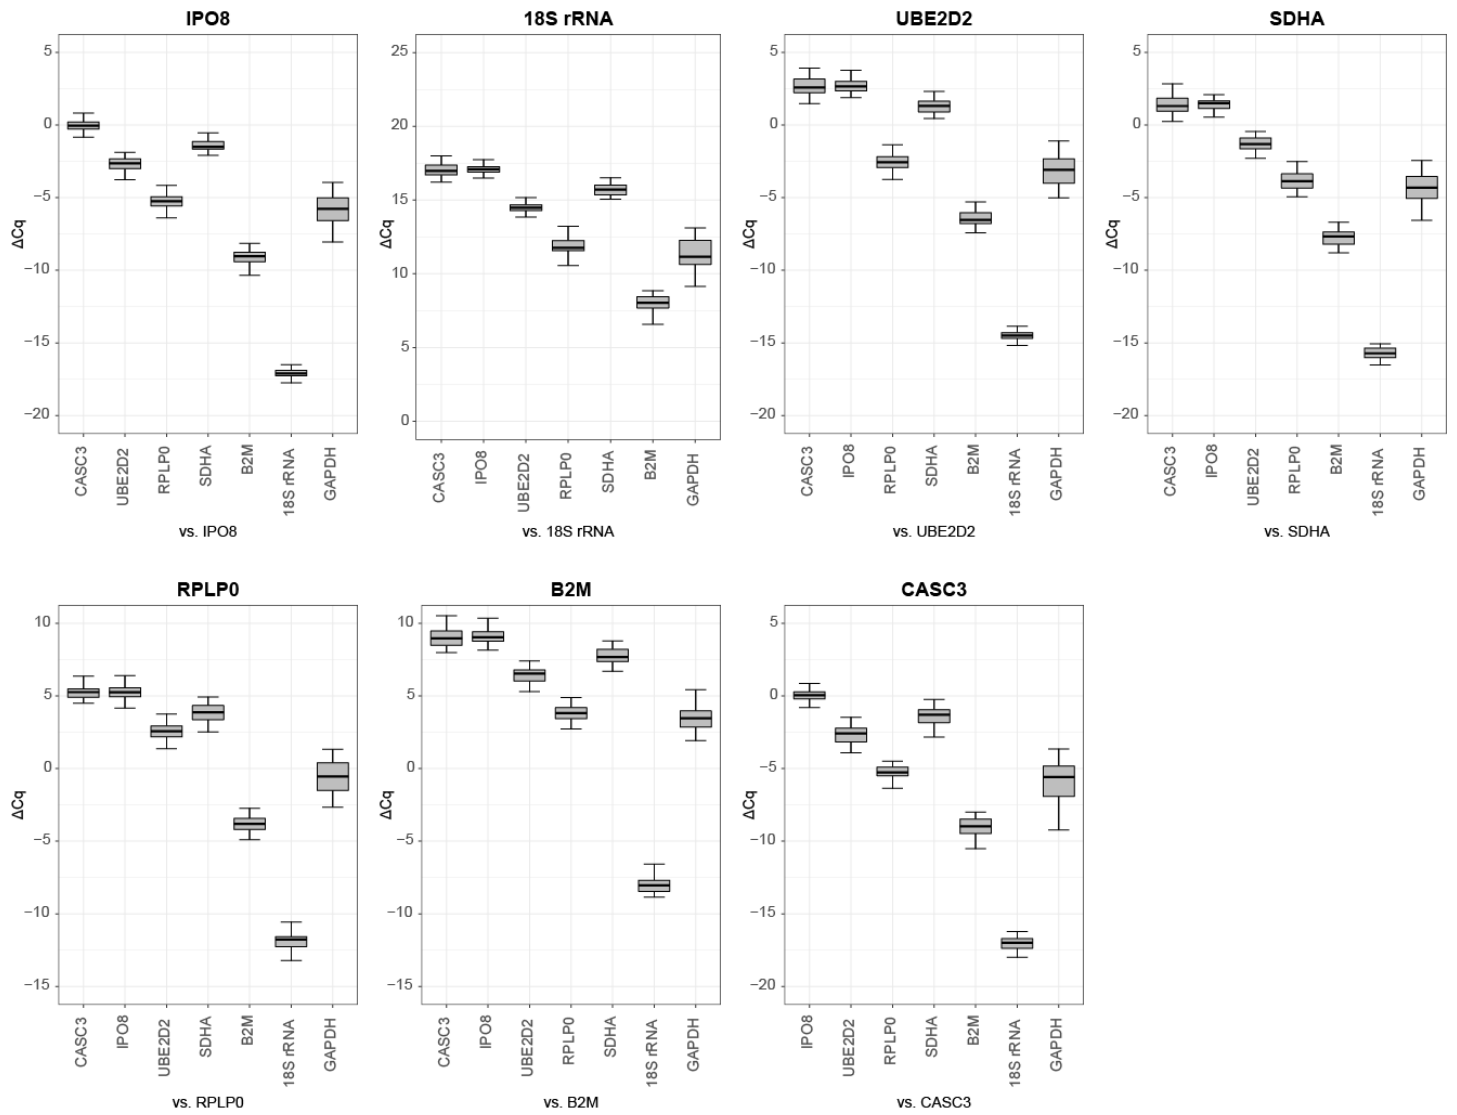 IPO8
5
0
−5
−10
−15
−20
ΔCq
CASC3
UBE2D2
RPLP0
SDHA
B2M
18S rRNA
GAPDH
vs. IPO8
18S rRNA
25
20
15
10
5
0
ΔCq
CASC3
IPO8
UBE2D2
RPLP0
SDHA
B2M
GAPDH
vs. 18S rRNA
UBE2D2
5
0
−5
−10
−15
−20
ΔCq
CASC3
IPO8
RPLP0
SDHA
B2M
18S rRNA
GAPDH
vs. UBE2D2
SDHA
5
0
−5
−10
−15
−20
ΔCq
CASC3
IPO8
UBE2D2
RPLP0
B2M
18S rRNA
GAPDH
vs. SDHA
RPLP0
10
5
0
−5
−10
−15
ΔCq
CASC3
IPO8
UBE2D2
SDHA
B2M
18S rRNA
GAPDH
vs. RPLP0
B2M
10
5
0
−5
−10
−15
ΔCq
CASC3
IPO8
UBE2D2
RPLP0
SDHA
18S rRNA
GAPDH
vs. B2M
CASC3
5
0
−5
−10
−15
−20
ΔCq
IPO8
UBE2D2
RPLP0
SDHA
B2M
18S rRNA
GAPDH
vs. CASC3